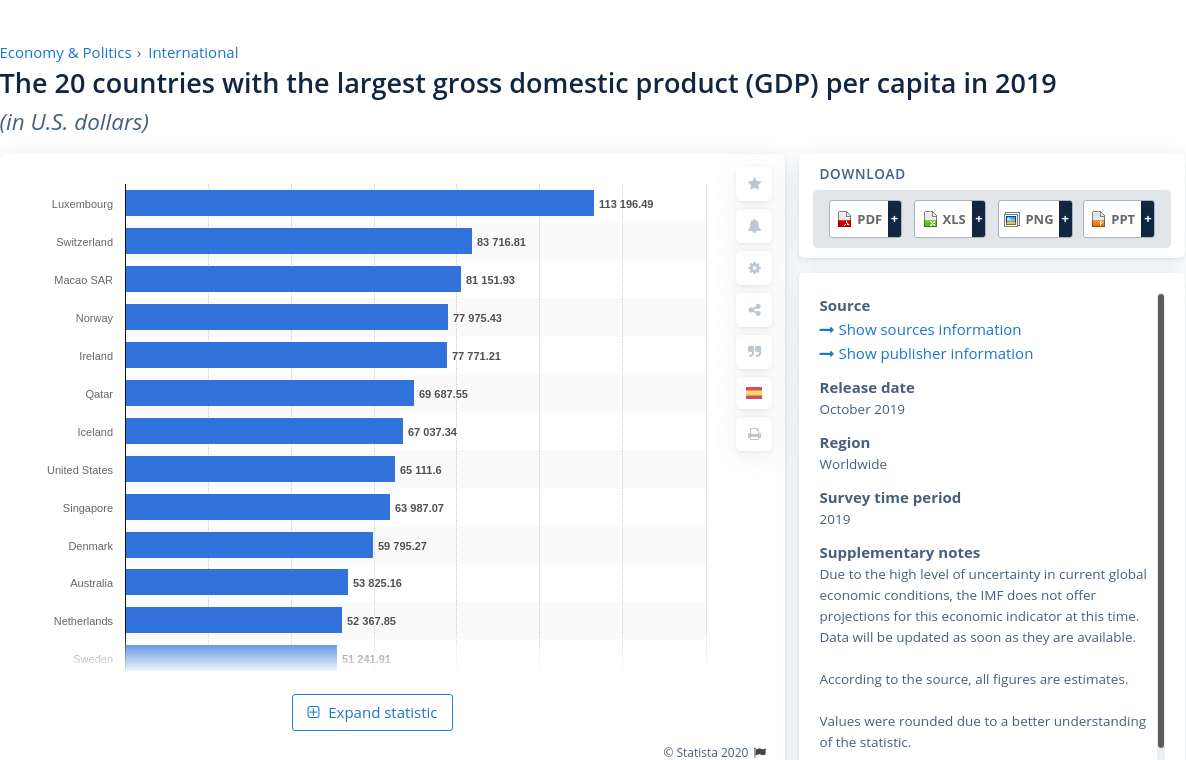 Economy & Politics › International
The 20 countries with the largest gross domestic product (GDP) per capita in 2019
(in U.S. dollars)
Luxembourg 113 196.49
Switzerland 83 716.81
Macao SAR 81 151.93
Norway 77 975.43
Ireland 77 771.21
Qatar 69 687.55
Iceland 67 037.34
United States 65 111.6
Singapore 63 987.07
Denmark 59 795.27
Australia 53 825.16
Netherlands 52 367.85
Sweden 51 241.91
Expand statistic
© Statista 2020
DOWNLOAD
PDF + XLS + PNG + PPT +
Source
Show sources information
Show publisher information
Release date
October 2019
Region
Worldwide
Survey time period
2019
Supplementary notes
Due to the high level of uncertainty in current global
economic conditions, the IMF does not offer
projections for this economic indicator at this time.
Data will be updated as soon as they are available.
According to the source, all figures are estimates.
Values were rounded due to a better understanding
of the statistic.